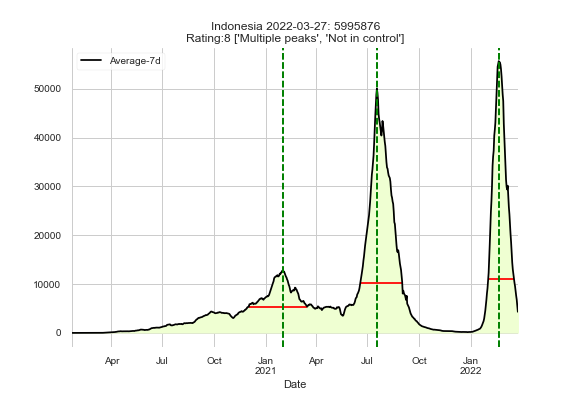 Indonesia 2022-03-27: 5995876
Rating:8 ['Multiple peaks', 'Not in control']
Average-7d
50000
40000
30000
20000
10000
0
Apr Jul Oct Jan Apr Jul Oct Jan
2021 2022
Date